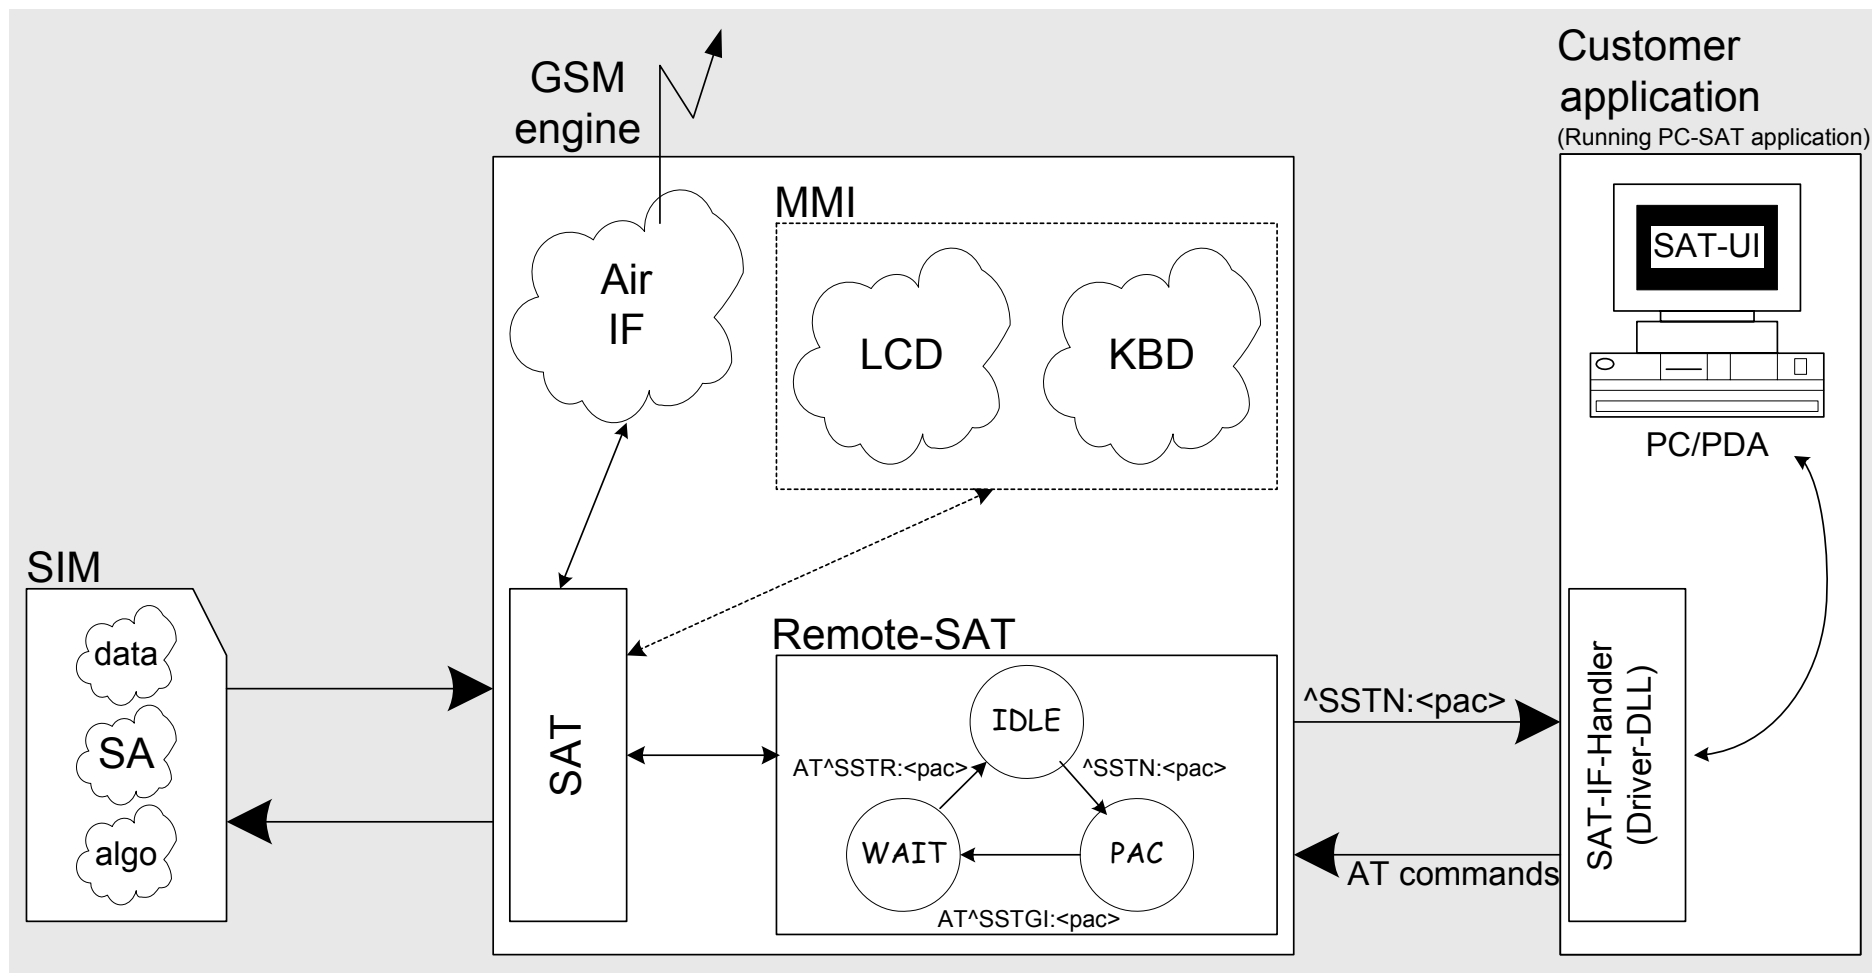 GSM
engine
Customer
application
(Running PC-SAT application)
MMI
Air
IF
LCD
KBD
SAT-UI
PC/PDA
SIM
data
SA
algo
SAT
Remote-SAT
IDLE
AT^SSTR:<pac>
^SSTN:<pac>
WAIT
PAC
AT^SSTGI:<pac>
^SSTN:<pac>
AT commands
SAT-IF-Handler
(Driver-DLL)